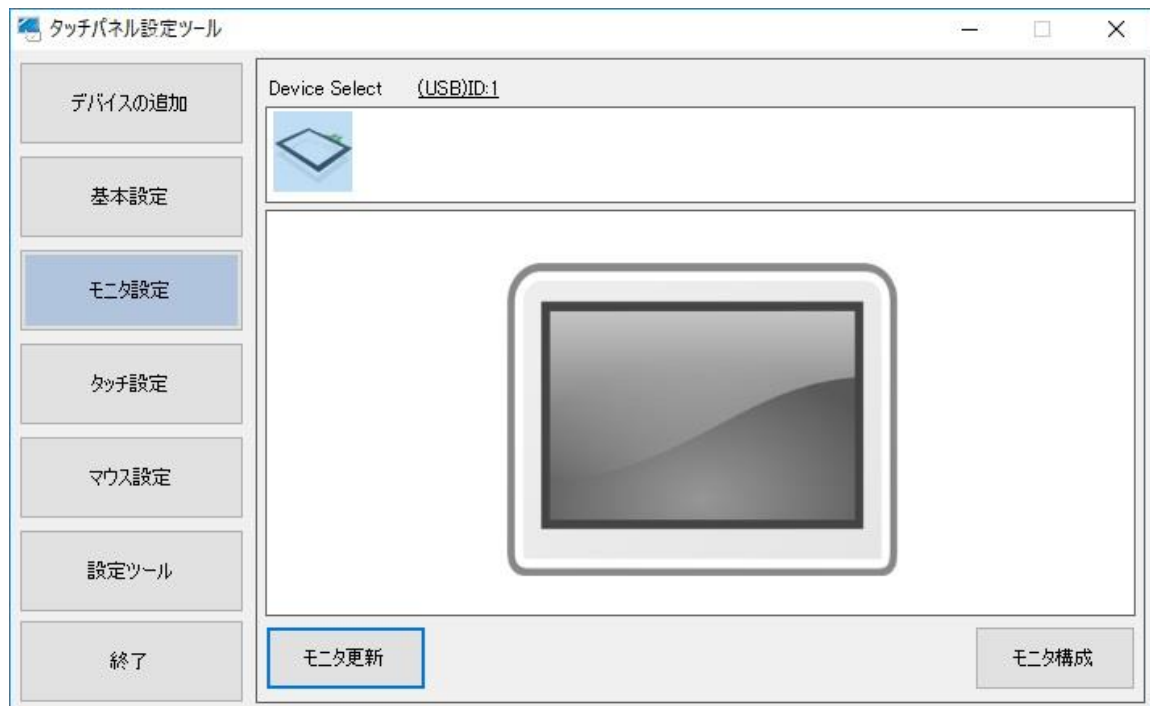 タッチパネル設定ツール
デバイスの追加
基本設定
モニタ設定
タッチ設定
マウス設定
設定ツール
終了
Device Select (USB)ID:1
モニタ更新
モニタ構成